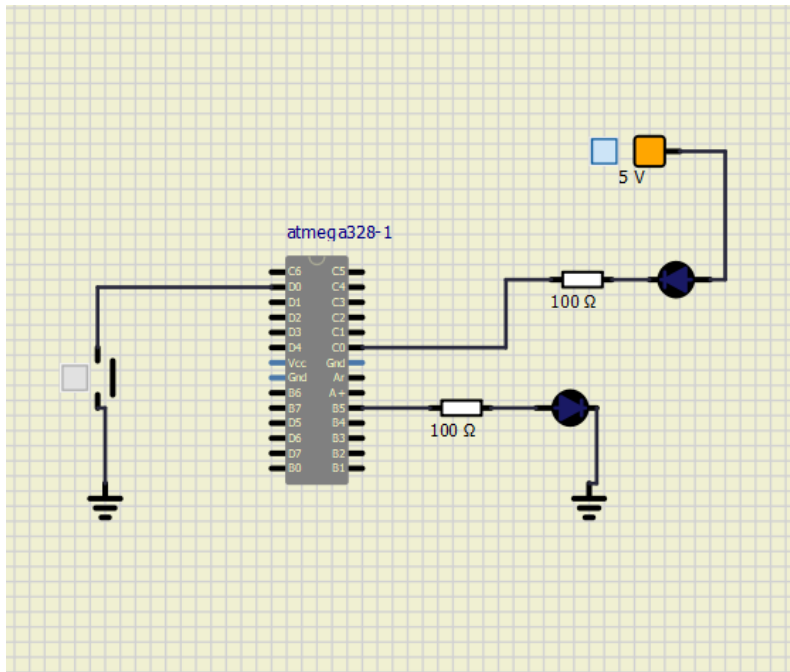 5 V
atmega328-1
C6 C5
D0 C4
D1 C3
D2 C2
D3 C1
D4 C0
Vcc Gnd
Gnd Ar
B6 A+
B7 B5
D5 B4
D6 B3
D7 B2
B0 B1
100 Ω
100 Ω